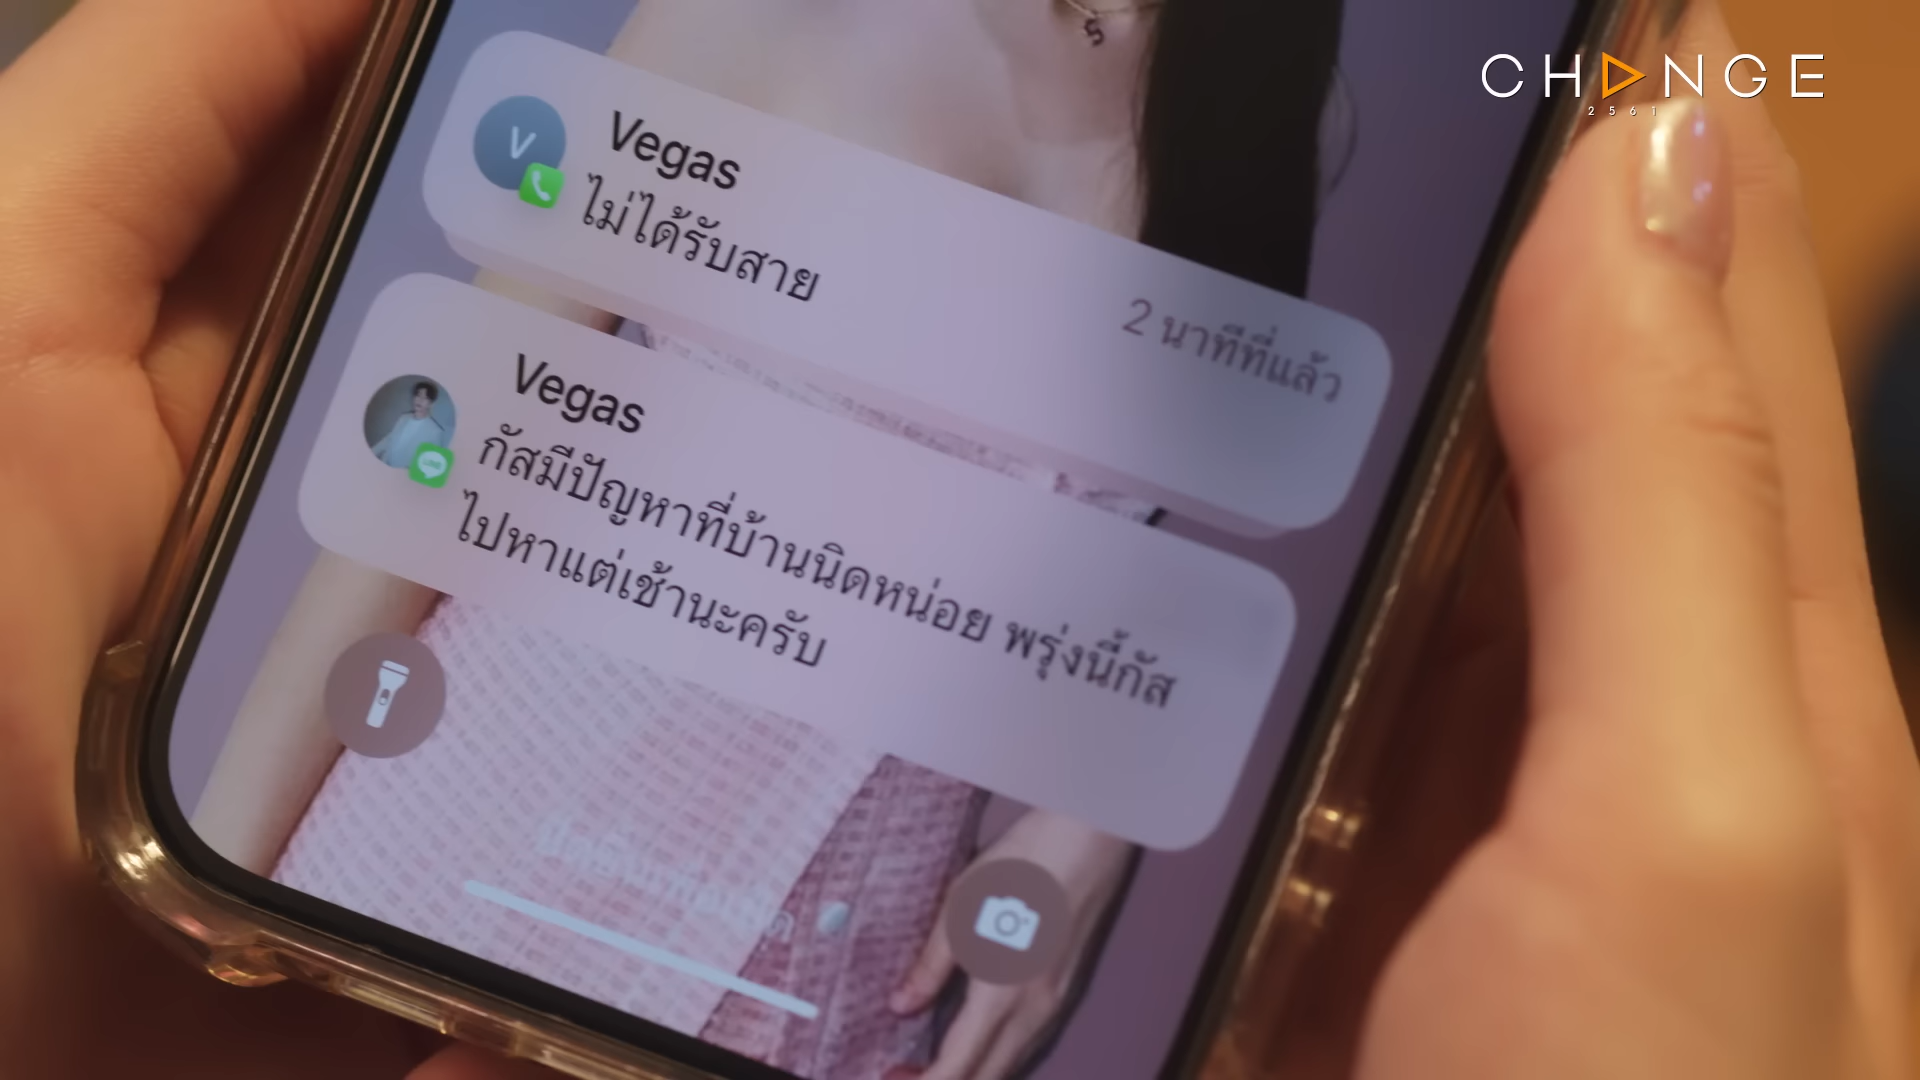 CHANGE
2561
V
Vegas
ไม่ได้รับสาย
2 นาทีที่แล้ว
Vegas
กัสมีปัญหาที่บ้านนิดหน่อย พรุ่งนี้กัส
ไปหาแต่เช้านะครับ